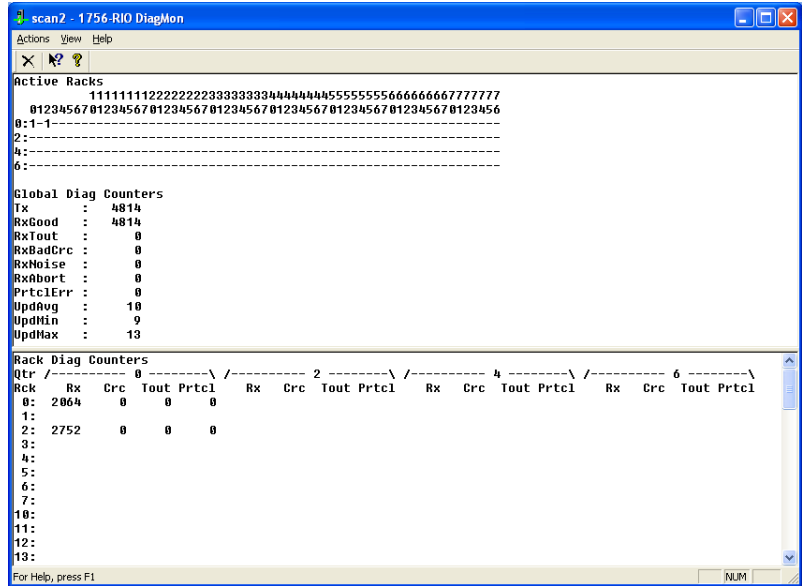 scan2 - 1756-RIO DiagMon
Actions View Help
Active Racks
1111111122222222333333334444444455555555666666667777777
012345670123456701234567012345670123456701234567012345670123456
0:1-1------------------------------------------------------------
2:---------------------------------------------------------------
4:---------------------------------------------------------------
6:---------------------------------------------------------------
Global Diag Counters
Tx : 4814
RxGood : 4814
RxTout : 0
RxBadCrc : 0
RxNoise : 0
RxAbort : 0
PrtclErr : 0
UpdAvg : 10
UpdMin : 9
UpdMax : 13
Rack Diag Counters
Qtr /---------- 0 --------\ /---------- 2 --------\ /---------- 4 --------\ /---------- 6 --------\
Rck Rx Crc Tout Prtcl Rx Crc Tout Prtcl Rx Crc Tout Prtcl Rx Crc Tout Prtcl
0: 2064 0 0 0
1:
2: 2752 0 0 0
3:
4:
5:
6:
7:
10:
11:
12:
13:
For Help, press F1 NUM